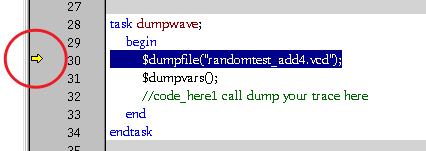 27
28 task dumpwave;
29 begin
30 $dumpfile("randomtest_add4.vcd");
31 $dumpvars();
32 //code_here1 call dump your trace here
33 end
34 endtask
35